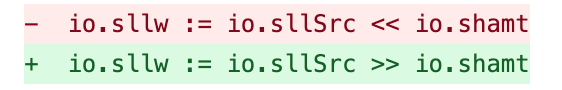 -  io.sllw := io.sllSrc << io.shamt
+  io.sllw := io.sllSrc >> io.shamt